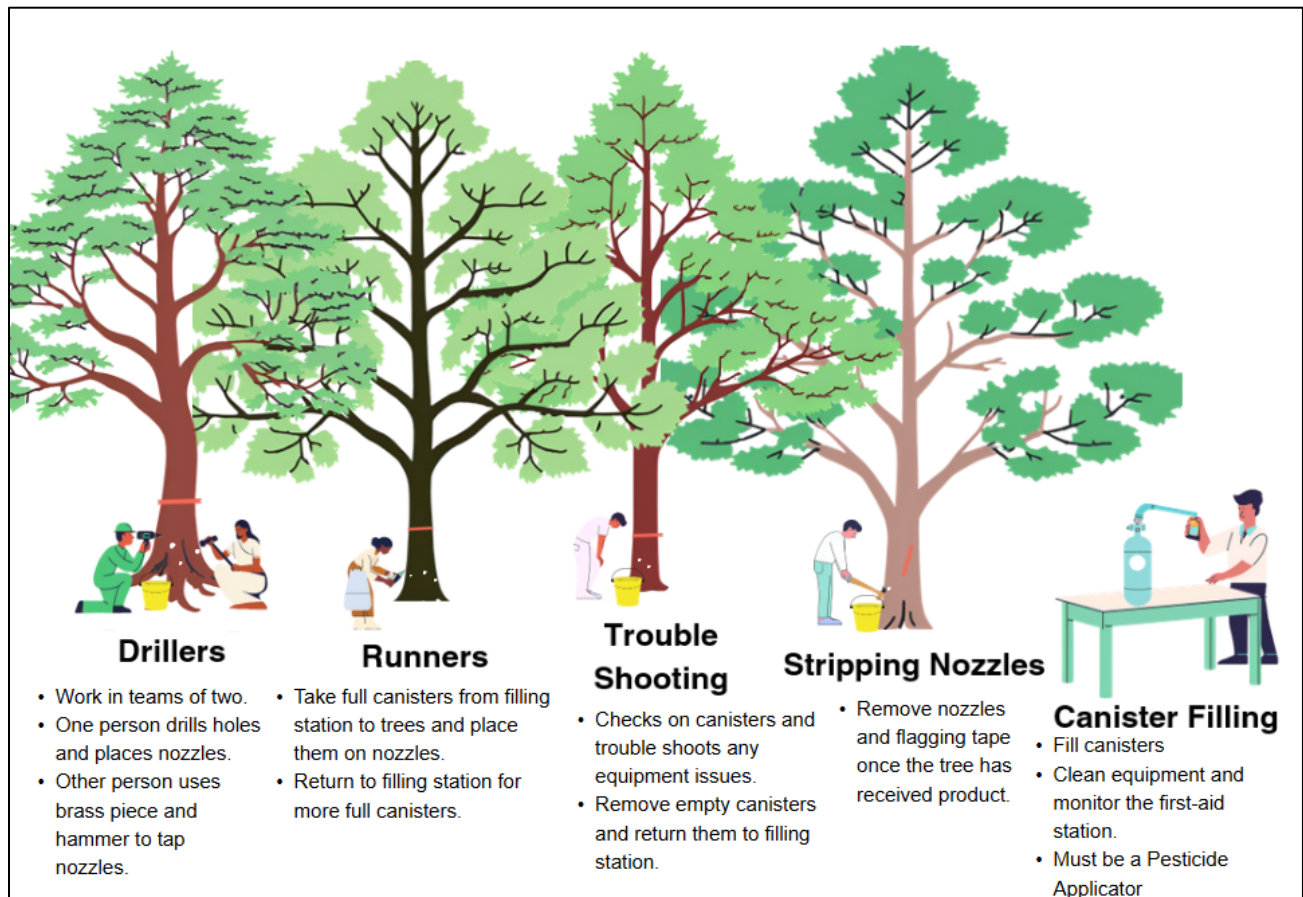 Drillers
• Work in teams of two.
• One person drills holes
and places nozzles.
• Other person uses
brass piece and
hammer to tap
nozzles.
Runners
• Take full canisters from filling
station to trees and place
them on nozzles.
• Return to filling station for
more full canisters.
Trouble
Shooting
• Checks on canisters and
trouble shoots any
equipment issues.
• Remove empty canisters
and return them to filling
station.
Stripping Nozzles
• Remove nozzles
and flagging tape
once the tree has
received product.
Canister Filling
• Fill canisters
• Clean equipment and
monitor the first-aid
station.
• Must be a Pesticide
Applicator